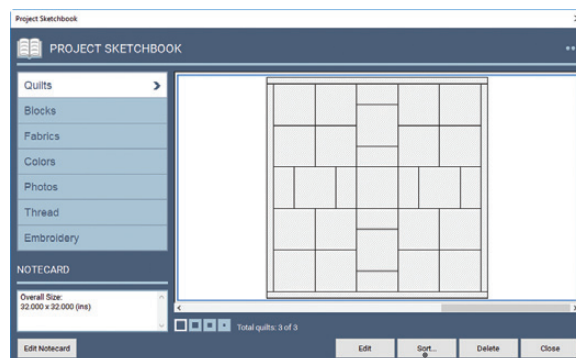 Project Sketchbook
PROJECT SKETCHBOOK
Quilts
Blocks
Fabrics
Colors
Photos
Thread
Embroidery
NOTECARD
Overall Size:
32.000 x 32.000 (ins)
Total quilts: 3 of 3
Edit Notecard
Edit
Sort...
Delete
Close